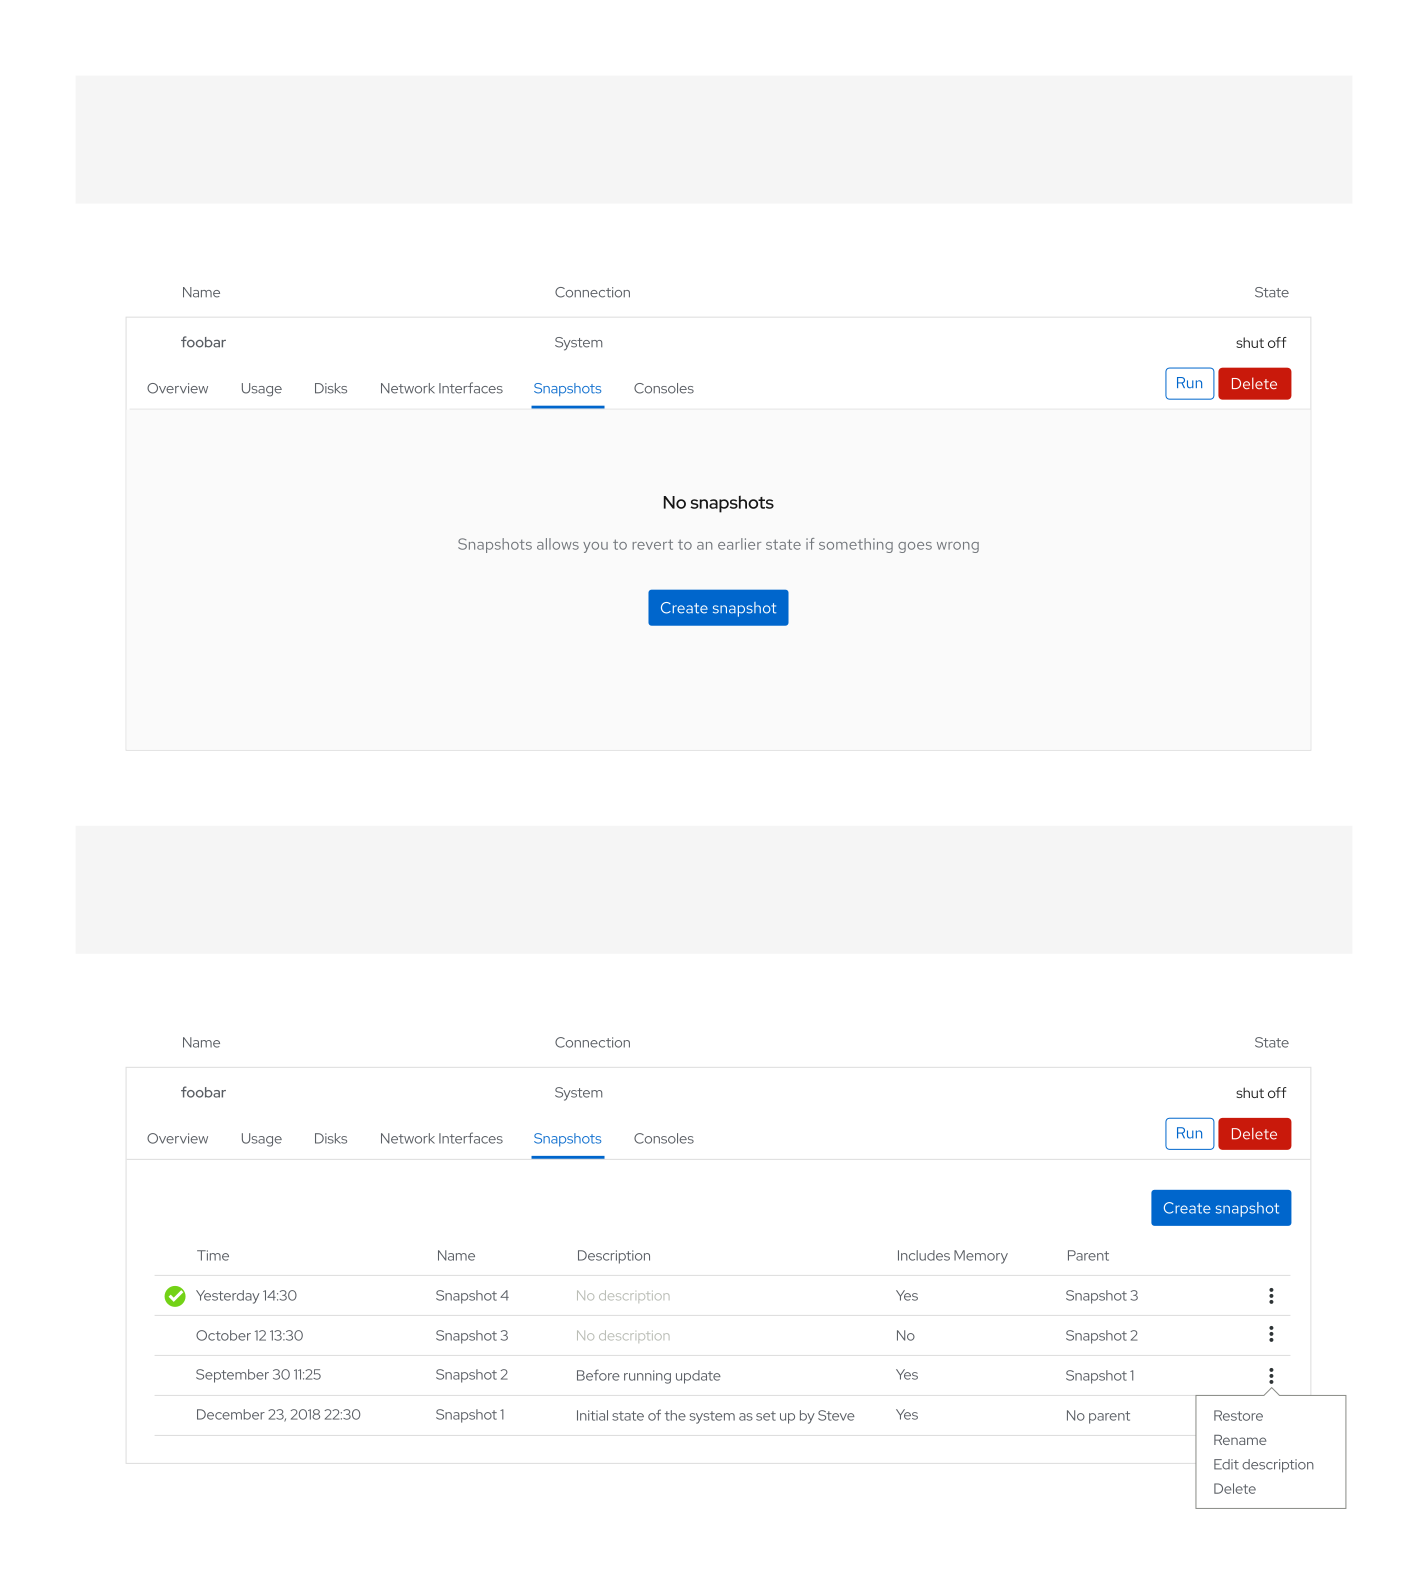 Name Connection State
foobar System shut off
Overview Usage Disks Network Interfaces Snapshots Consoles Run Delete
No snapshots
Snapshots allows you to revert to an earlier state if something goes wrong
Create snapshot
Name Connection State
foobar System shut off
Overview Usage Disks Network Interfaces Snapshots Consoles Run Delete
Create snapshot
Time Name Description Includes Memory Parent
Yesterday 14:30 Snapshot 4 No description Yes Snapshot 3
October 12 13:30 Snapshot 3 No description No Snapshot 2
September 30 11:25 Snapshot 2 Before running update Yes Snapshot 1
December 23, 2018 22:30 Snapshot 1 Initial state of the system as set up by Steve Yes No parent
Restore
Rename
Edit description
Delete